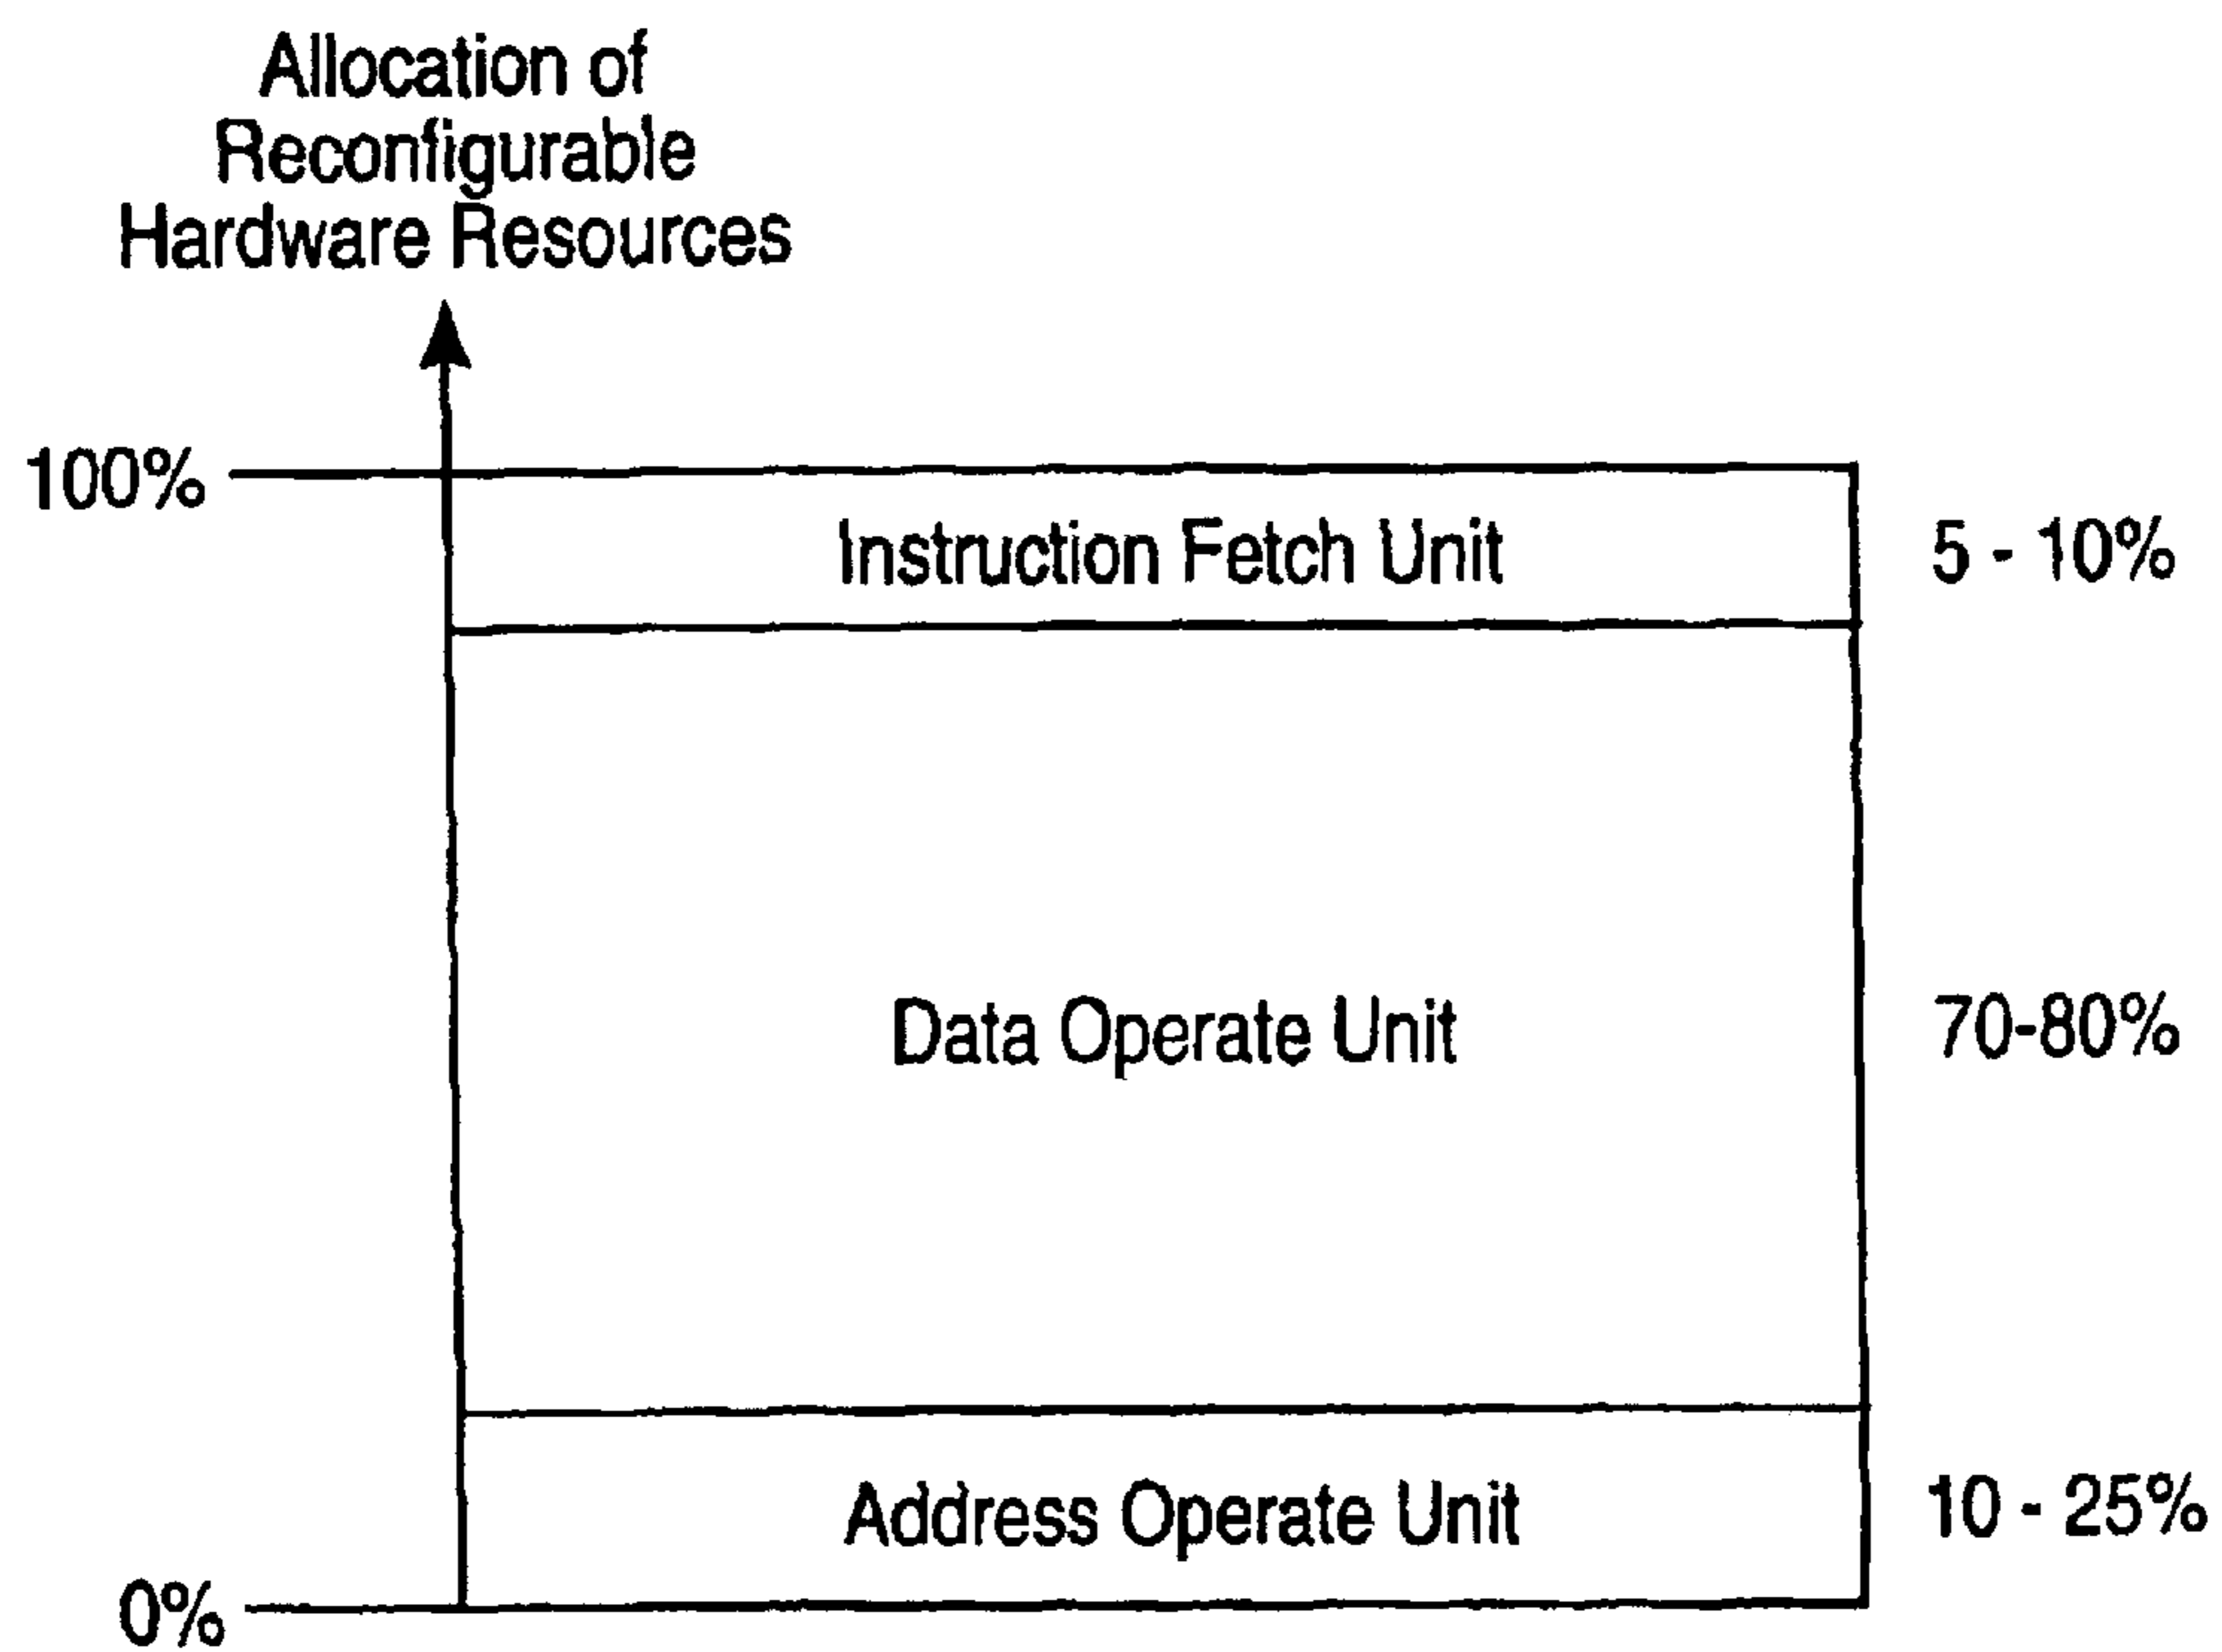 Allocation of
Reconfigurable
Hardware Resources
100%
Instruction Fetch Unit
5 - 10%
Data Operate Unit
70-80%
Address Operate Unit
10 - 25%
0%